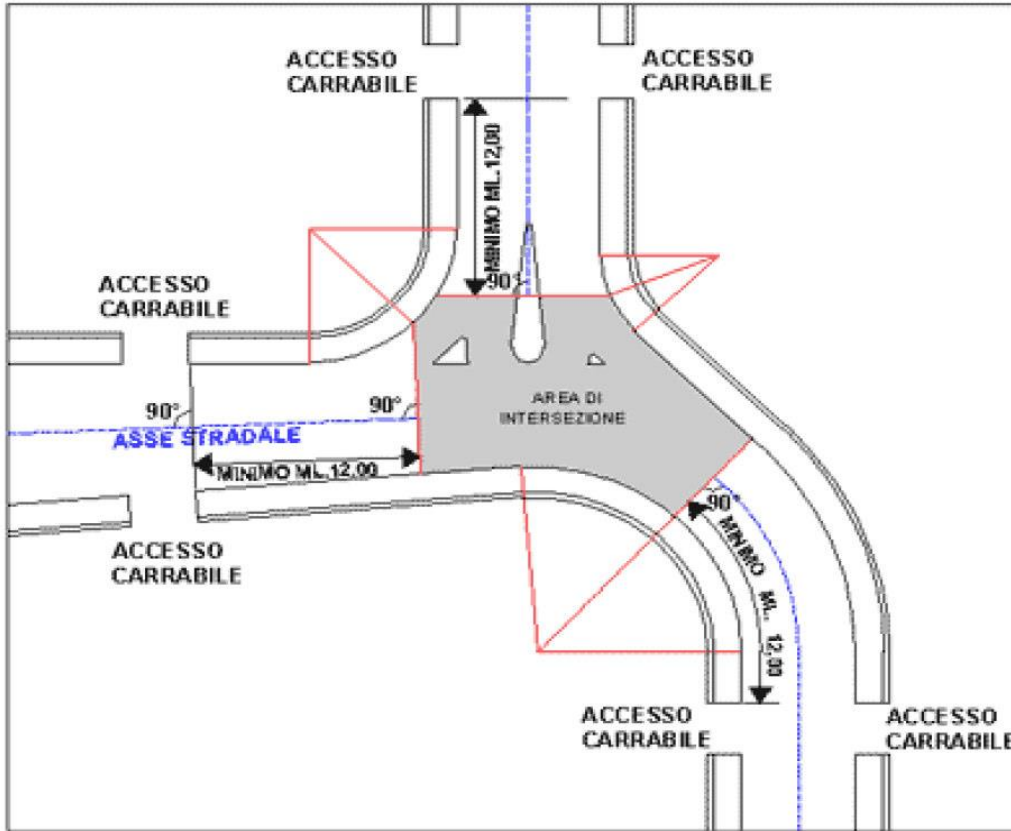 ACCESSO
CARRABILE
ACCESSO
CARRABILE
MINIMO ML.12,00
90°
ACCESSO
CARRABILE
90°
90°
ASSE STRADALE
MINIMO ML.12,00
AREA DI
INTERSEZIONE
90°
MINIMO ML. 12,00
ACCESSO
CARRABILE
ACCESSO
CARRABILE
ACCESSO
CARRABILE